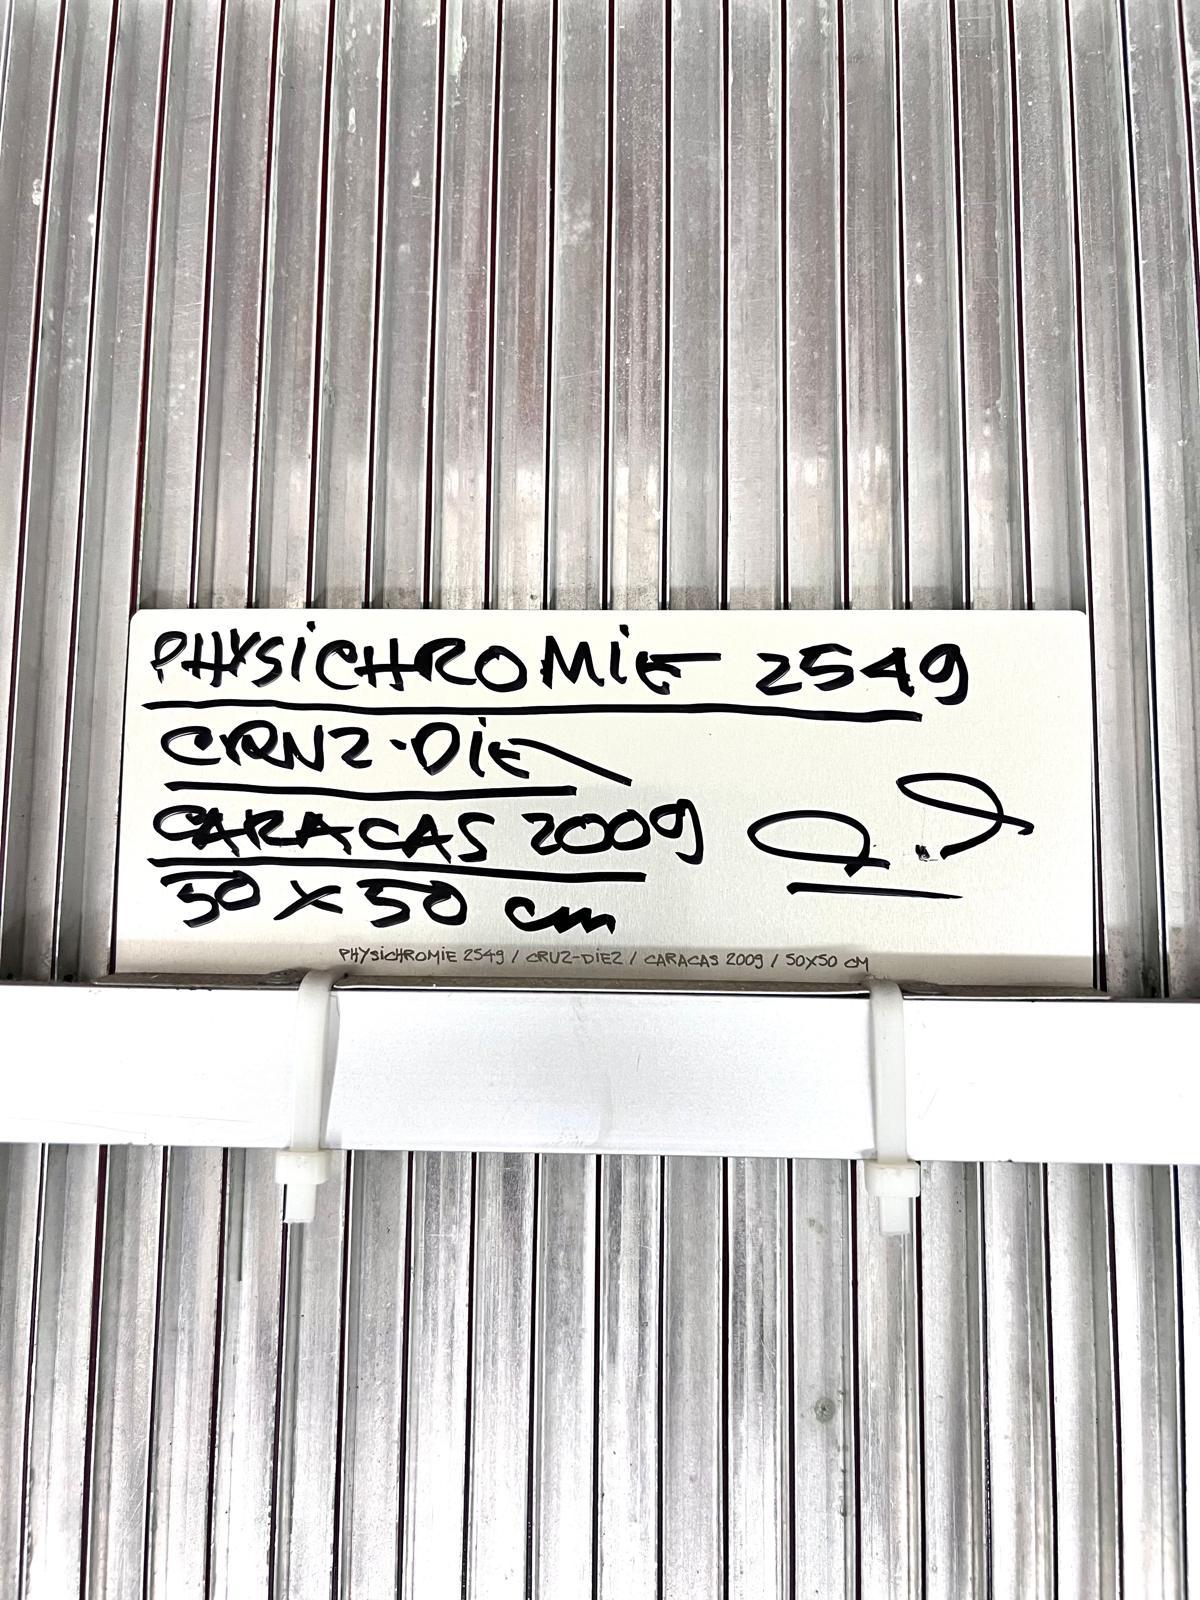 PHYSiCHROMiE 2549
CRUZ-DiEZ
CARACAS 2009
50 x 50 cm
PHYSiCHROMiE 2549 / CRUZ-DiEZ / CARACAS 2009 / 50X50 CM